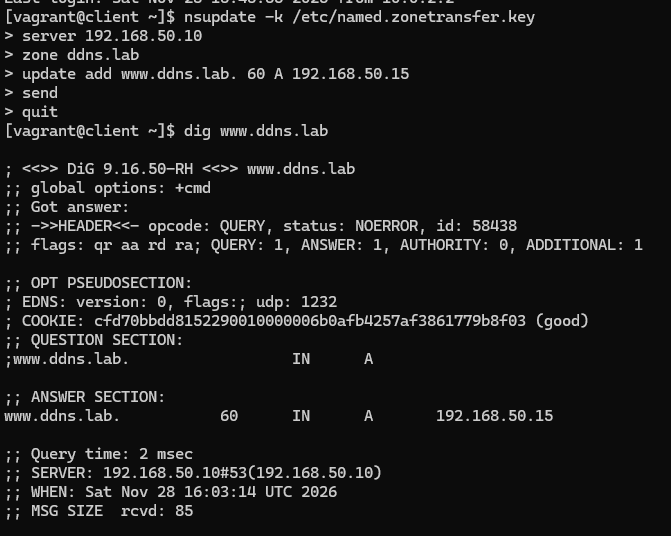 [vagrant@client ~]$ nsupdate -k /etc/named.zonetransfer.key
> server 192.168.50.10
> zone ddns.lab
> update add www.ddns.lab. 60 A 192.168.50.15
> send
> quit
[vagrant@client ~]$ dig www.ddns.lab

; <<>> DiG 9.16.50-RH <<>> www.ddns.lab
;; global options: +cmd
;; Got answer:
;; ->>HEADER<<- opcode: QUERY, status: NOERROR, id: 58438
;; flags: qr aa rd ra; QUERY: 1, ANSWER: 1, AUTHORITY: 0, ADDITIONAL: 1

;; OPT PSEUDOSECTION:
; EDNS: version: 0, flags:; udp: 1232
; COOKIE: cfd70bbdd8152290010000006b0afb4257af3861779b8f03 (good)
;; QUESTION SECTION:
;www.ddns.lab. IN A

;; ANSWER SECTION:
www.ddns.lab. 60 IN A 192.168.50.15

;; Query time: 2 msec
;; SERVER: 192.168.50.10#53(192.168.50.10)
;; WHEN: Sat Nov 28 16:03:14 UTC 2026
;; MSG SIZE rcvd: 85